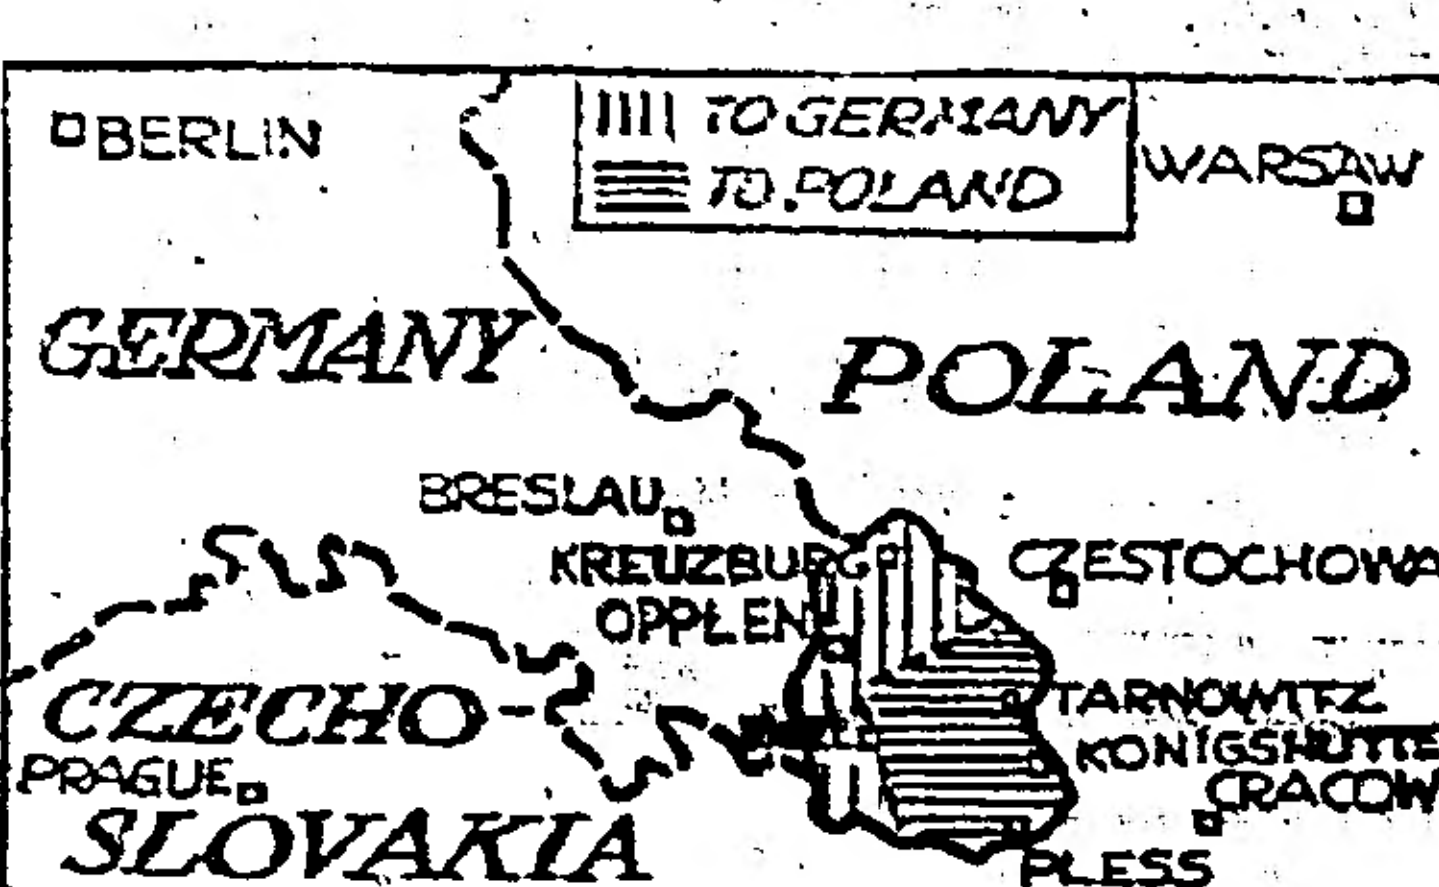 BERLIN
TO GERMANY
TO POLAND
WARSAW
GERMANY
POLAND
BRESLAU
KREUZBURG
CZESTOCHOWA
OPPLEN
CZECHO-
TARNOWITZ
KONIGSHUTTE
PRAGUE
CRACOW
SLOVAKIA
PLESS